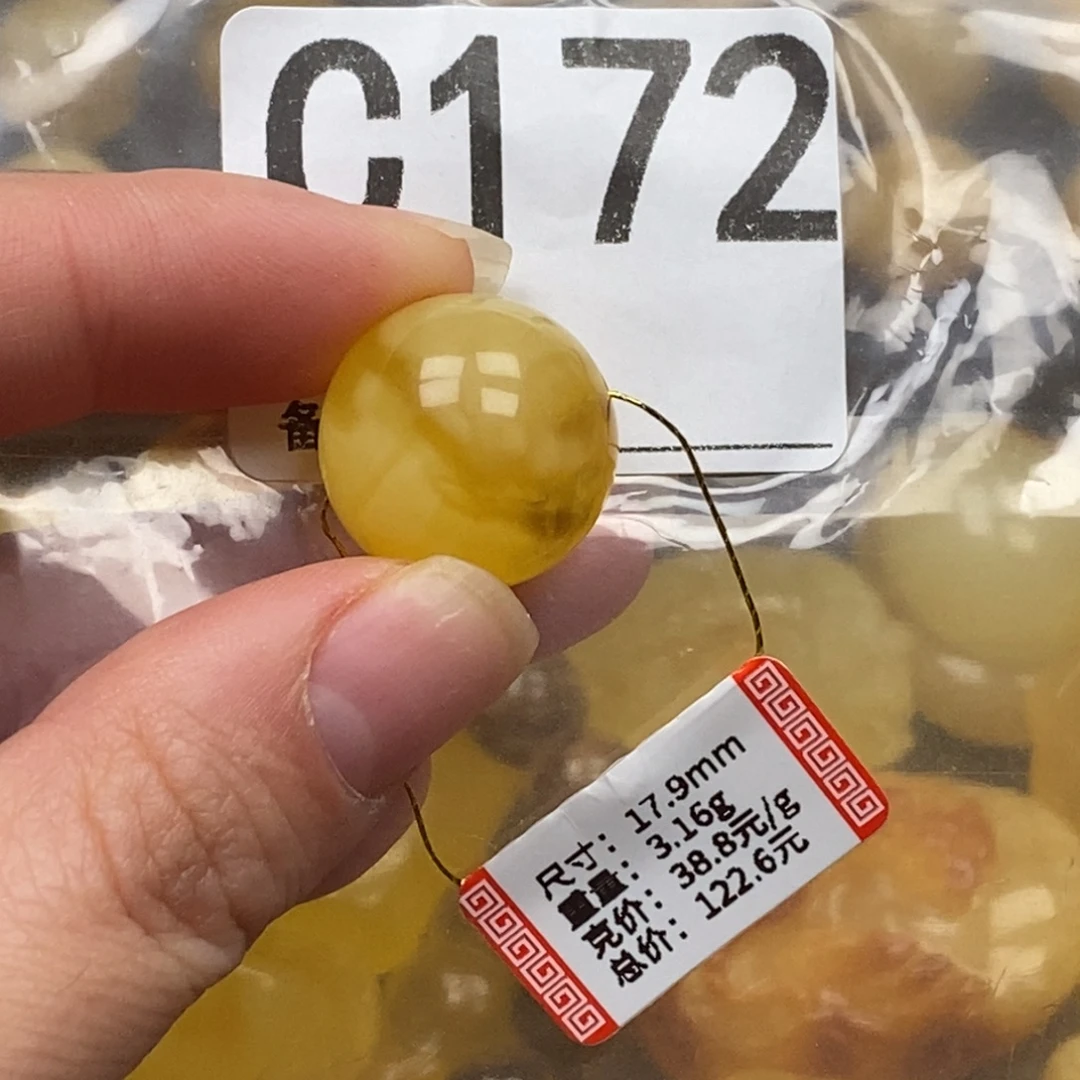 C172
备
尺寸：17.9mm
重量：3.16g
克价：38.8元/g
总价：122.6元